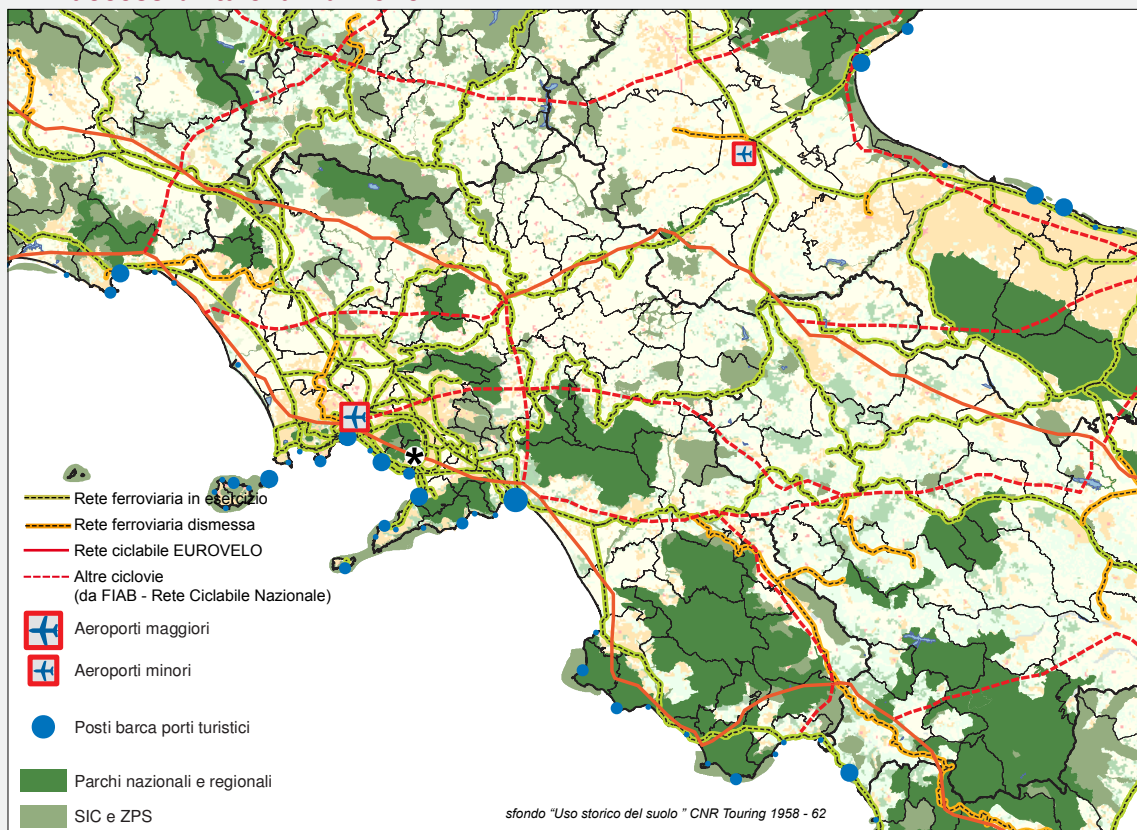 Rete ferroviaria in esercizio
Rete ferroviaria dismessa
Rete ciclabile EUROVELO
Altre ciclovie
(da FIAB - Rete Ciclabile Nazionale)
Aeroporti maggiori
Aeroporti minori
Posti barca porti turistici
Parchi nazionali e regionali
SIC e ZPS
sfondo "Uso storico del suolo " CNR Touring 1958 - 62
*